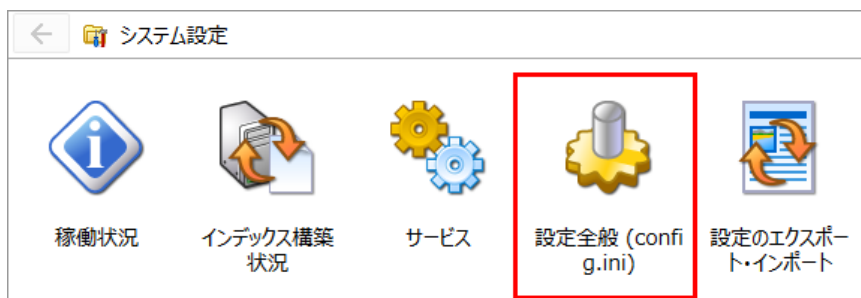 システム設定
稼働状況
インデックス構築
状況
サービス
設定全般 (confi
g.ini)
設定のエクスポー
ト・インポート